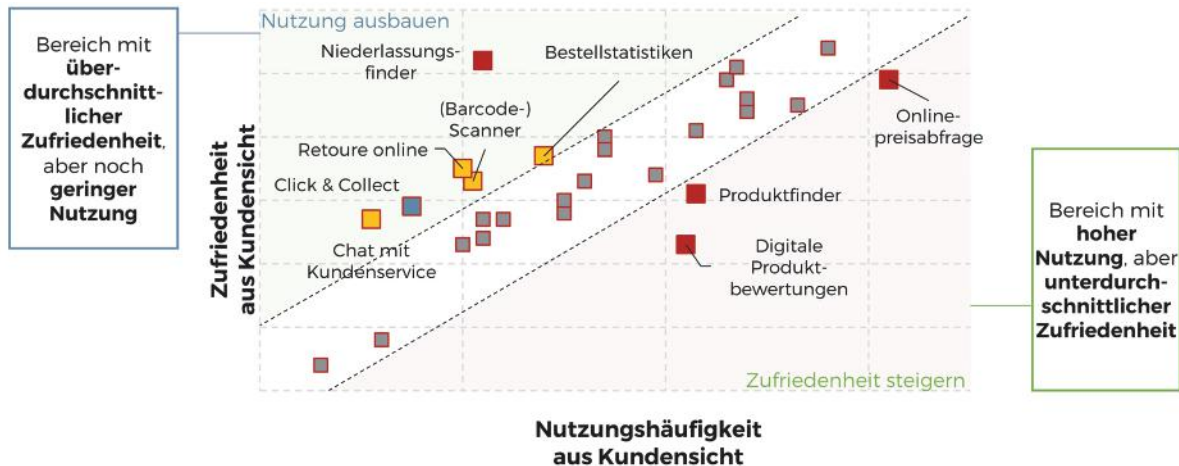 Bereich mit
über-
durchschnitt-
licher
Zufriedenheit,
aber noch
geringer
Nutzung
Nutzung ausbauen
Niederlassungs-
finder
Bestellstatistiken
(Barcode-)
Scanner
Retoure online
Click & Collect
Chat mit
Kundenservice
Online-
preisabfrage
Produktfinder
Digitale
Produkt-
bewertungen
Zufriedenheit
aus Kundensicht
Zufriedenheit steigern
Bereich mit
hoher
Nutzung, aber
unterdurch-
schnittlicher
Zufriedenheit
Nutzungshäufigkeit
aus Kundensicht